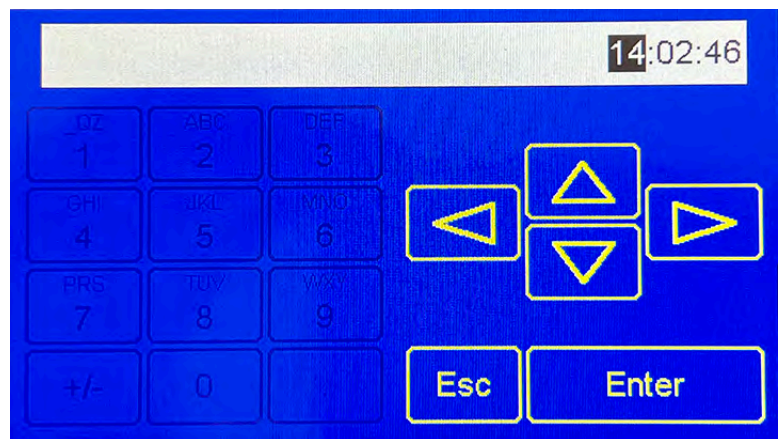 14:02:46
_QZ ABC DEF
1 2 3
GHI JKL MNO
4 5 6
PRS TUV WXY
7 8 9
+/- 0
Esc Enter